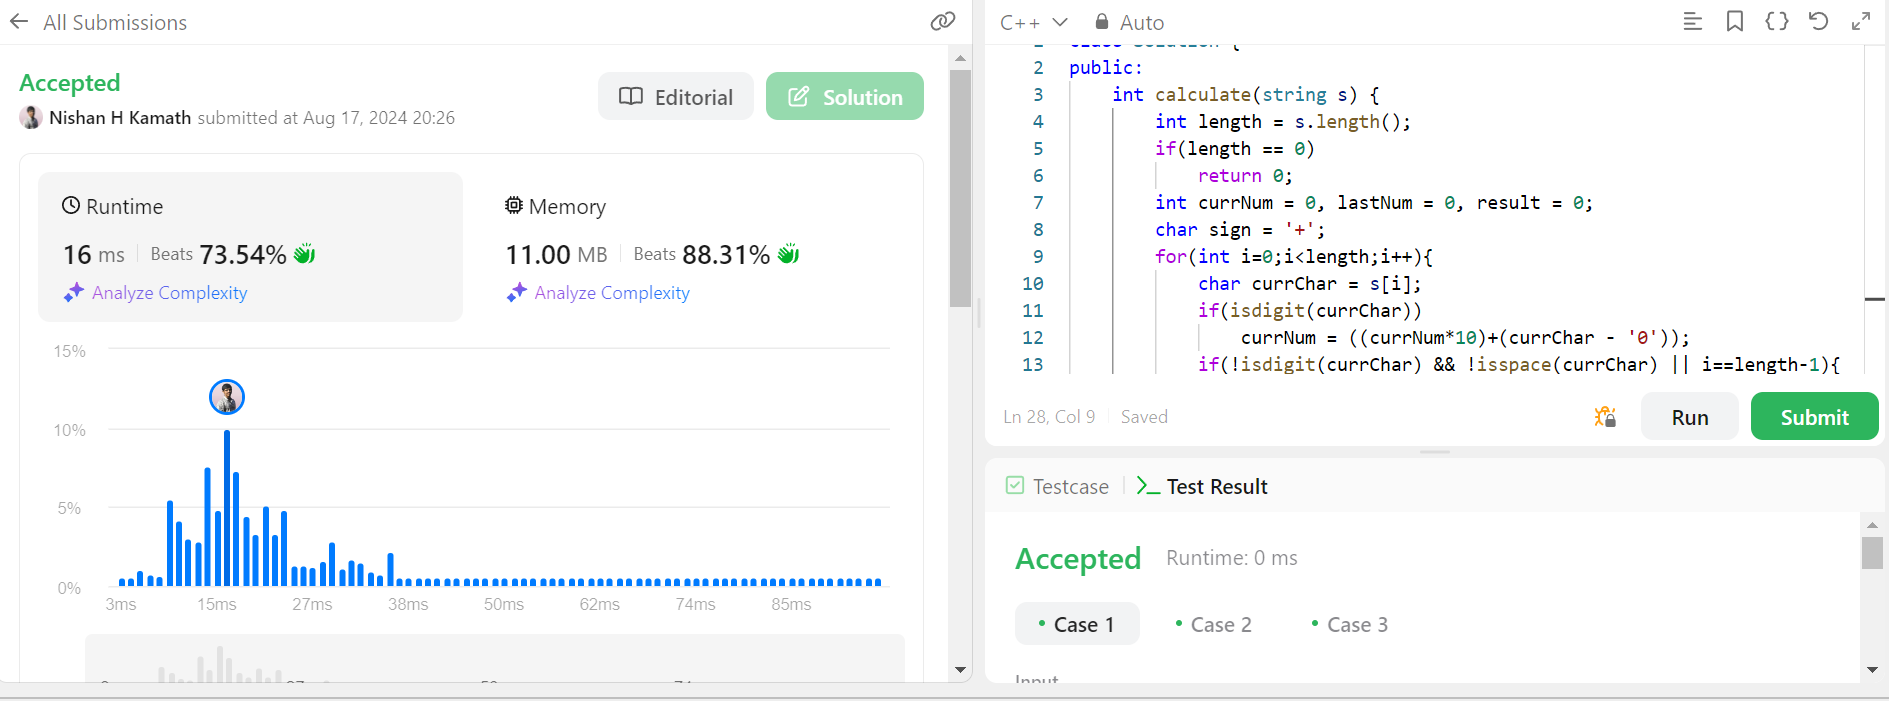 All Submissions
Accepted
Nishan H Kamath submitted at Aug 17, 2024 20:26
Editorial
Solution
Runtime
16 ms Beats 73.54%
Analyze Complexity
Memory
11.00 MB Beats 88.31%
Analyze Complexity
15%
10%
5%
0%
3ms 15ms 27ms 38ms 50ms 62ms 74ms 85ms
C++ Auto
2 public:
3 int calculate(string s) {
4 int length = s.length();
5 if(length == 0)
6 return 0;
7 int currNum = 0, lastNum = 0, result = 0;
8 char sign = '+';
9 for(int i=0;i<length;i++){
10 char currChar = s[i];
11 if(isdigit(currChar))
12 currNum = ((currNum*10)+(currChar - '0'));
13 if(!isdigit(currChar) && !isspace(currChar) || i==length-1){
Ln 28, Col 9 Saved
Run
Submit
Testcase
Test Result
Accepted Runtime: 0 ms
Case 1 Case 2 Case 3
Input